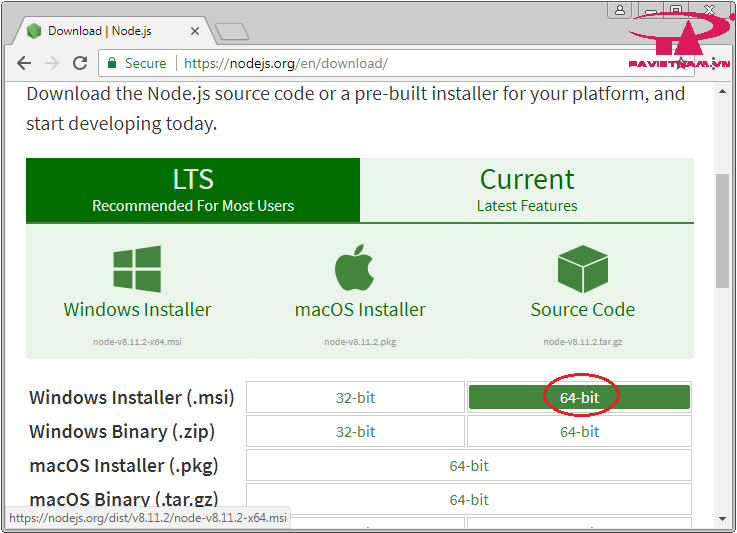 Download | Node.js
Secure
https://nodejs.org/en/download/
PAVIETNAM.VN
Download the Node.js source code or a pre-built installer for your platform, and
start developing today.
LTS
Recommended For Most Users
Current
Latest Features
Windows Installer
node-v8.11.2-x64.msi
macOS Installer
node-v8.11.2.pkg
Source Code
node-v8.11.2.tar.gz
Windows Installer (.msi) 32-bit 64-bit
Windows Binary (.zip) 32-bit 64-bit
macOS Installer (.pkg) 64-bit
macOS Binary (.tar.gz) 64-bit
https://nodejs.org/dist/v8.11.2/node-v8.11.2-x64.msi